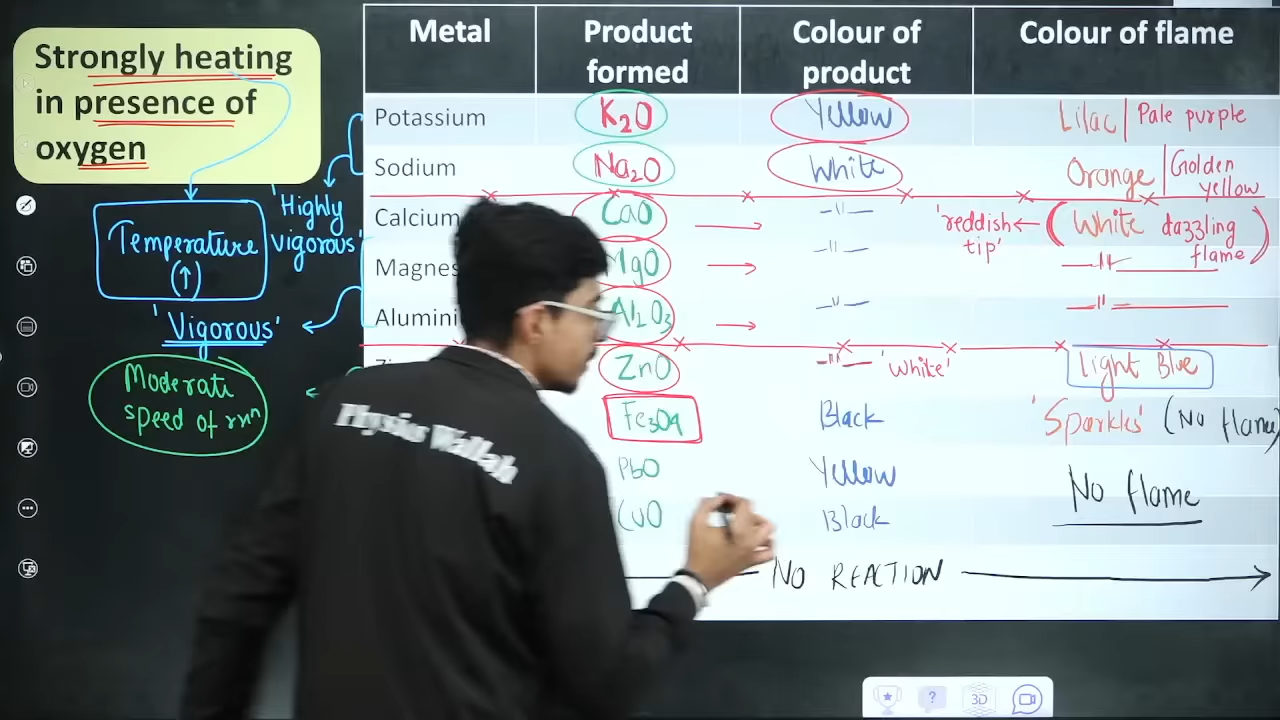 Strongly heating
in presence of
oxygen
Temperature
(↑)
'Highly
vigorous'
'Vigorous'
Moderate
speed of rxⁿ
Metal Product formed Colour of product Colour of flame
Potassium K₂O Yellow Lilac | Pale purple
Sodium Na₂O White Orange | Golden yellow
Calcium CaO → –"– 'reddish tip' ← (White dazzling flame)
Magnes MgO → –"– –"–
Alumini Al₂O₃ → –"– –"–
ZnO –"– 'white' Light Blue
Fe₃O₄ Black 'Sparkles' (No flame)
PbO Yellow No flame
CuO Black
NO REACTION
Physics Wallah
3D